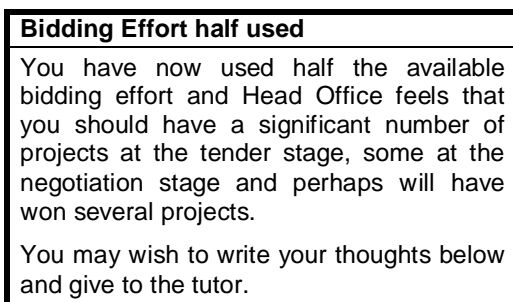 Bidding Effort half used
You have now used half the available
bidding effort and Head Office feels that
you should have a significant number of
projects at the tender stage, some at the
negotiation stage and perhaps will have
won several projects.
You may wish to write your thoughts below
and give to the tutor.